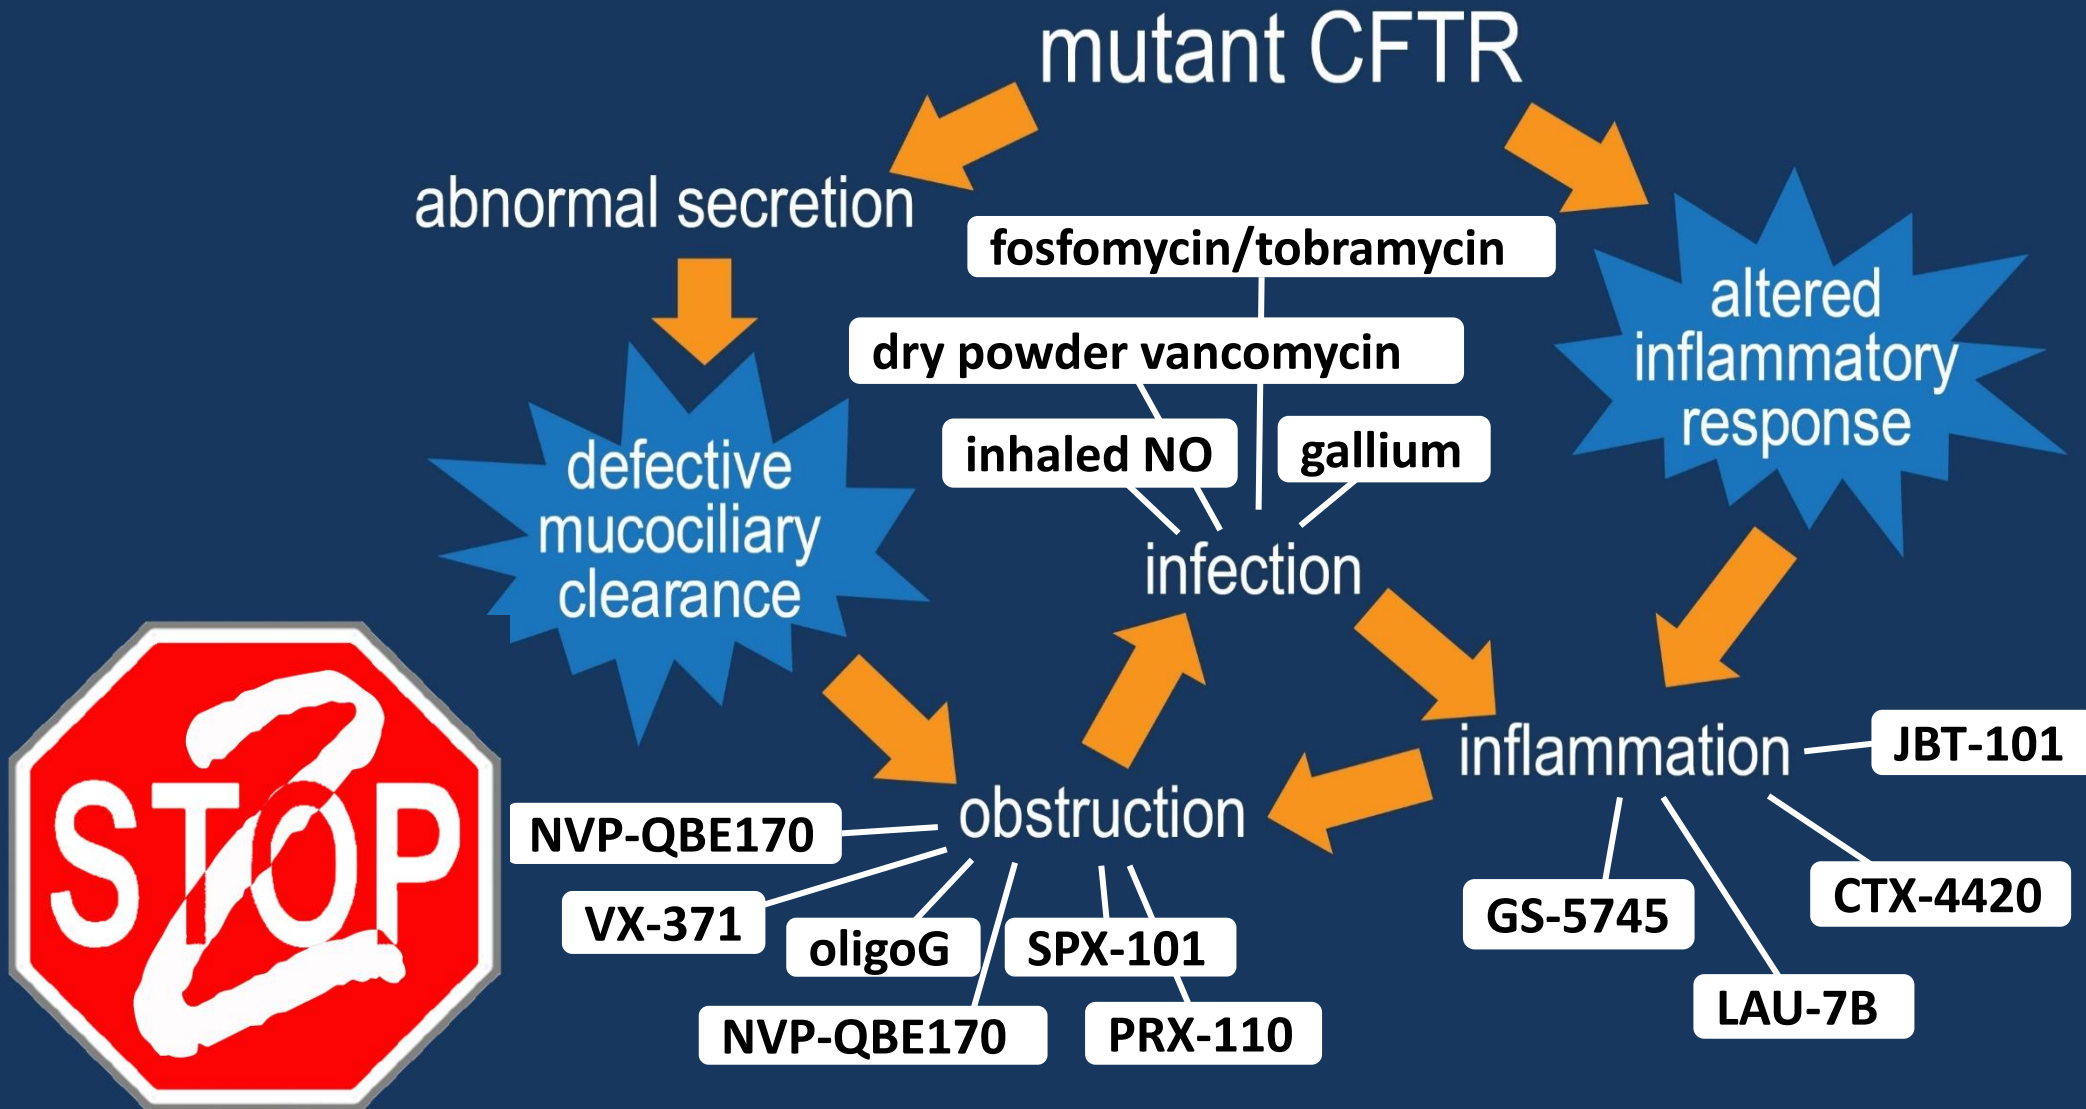 mutant CFTR
abnormal secretion
fosfomycin/tobramycin
altered
inflammatory
response
dry powder vancomycin
inhaled NO
gallium
defective
mucociliary
clearance
infection
STOP
2
inflammation
JBT-101
obstruction
NVP-QBE170
VX-371
oligoG
SPX-101
GS-5745
CTX-4420
NVP-QBE170
PRX-110
LAU-7B